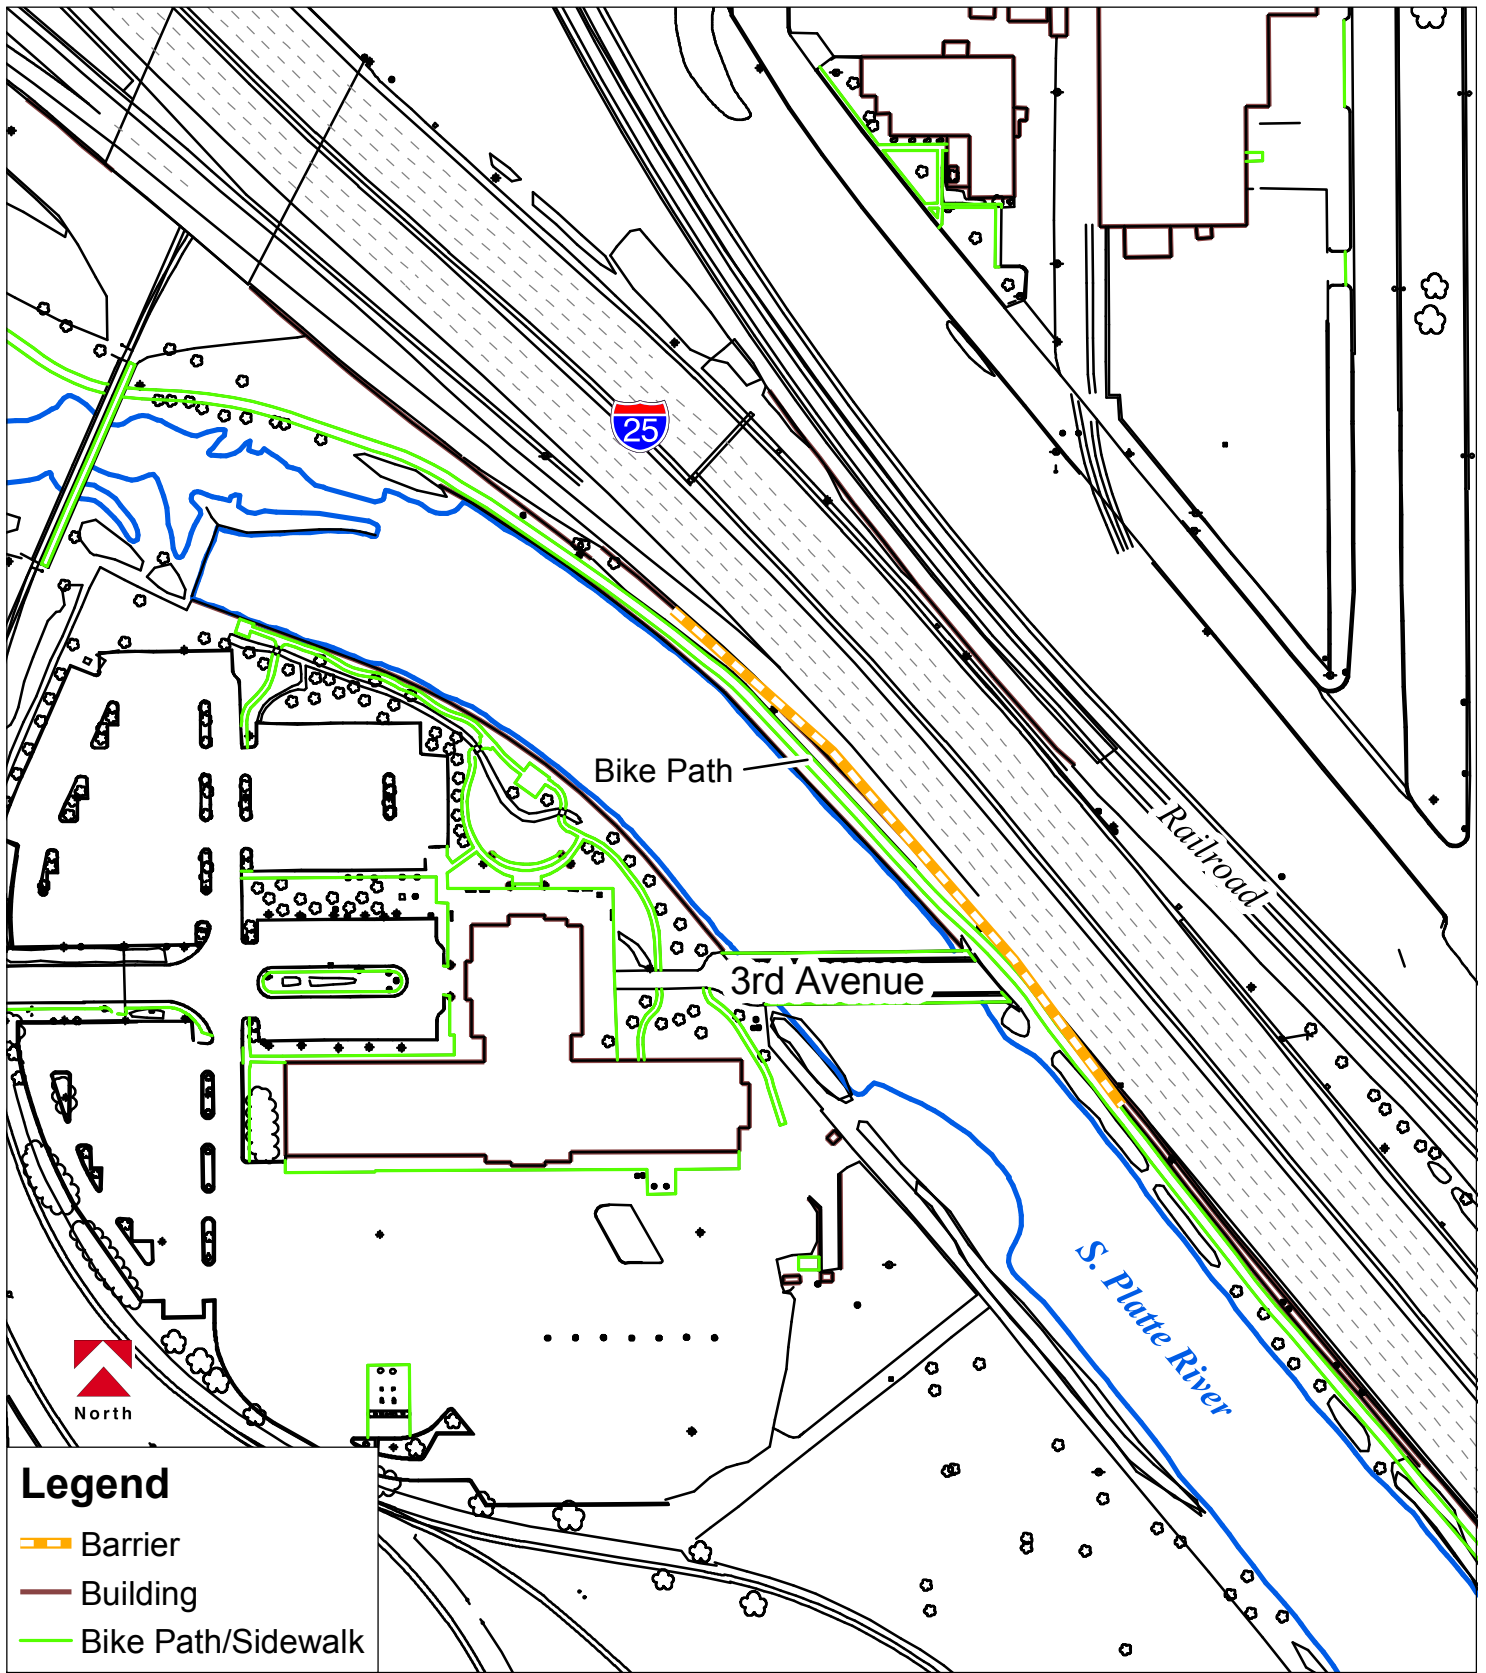 25
Bike Path
Railroad
3rd Avenue
S. Platte River
North
Legend
Barrier
Building
Bike Path/Sidewalk